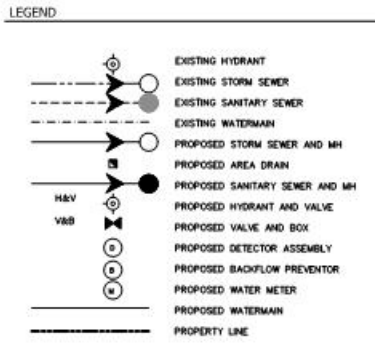 LEGEND
EXISTING HYDRANT
EXISTING STORM SEWER
EXISTING SANITARY SEWER
EXISTING WATERMAIN
PROPOSED STORM SEWER AND MH
PROPOSED AREA DRAIN
PROPOSED SANITARY SEWER AND MH
H&V PROPOSED HYDRANT AND VALVE
V&B PROPOSED VALVE AND BOX
D PROPOSED DETECTOR ASSEMBLY
B PROPOSED BACKFLOW PREVENTOR
M PROPOSED WATER METER
PROPOSED WATERMAIN
PROPERTY LINE